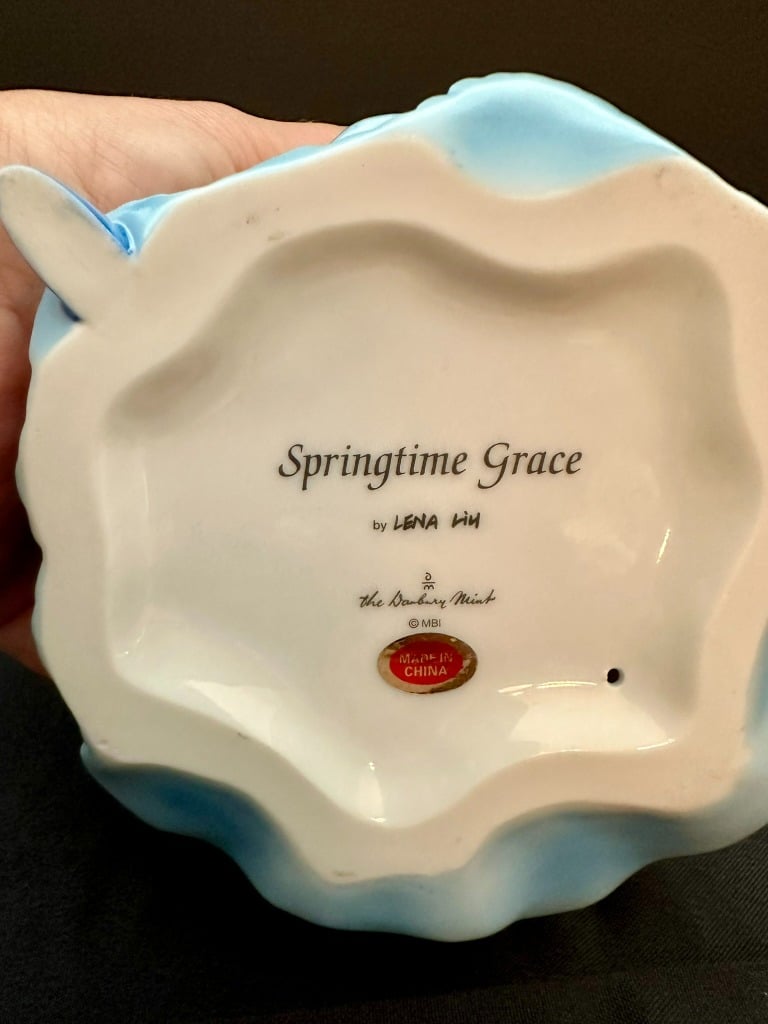 Springtime Grace
by LENA LIU
the Danbury Mint
© MBI
MADE IN
CHINA